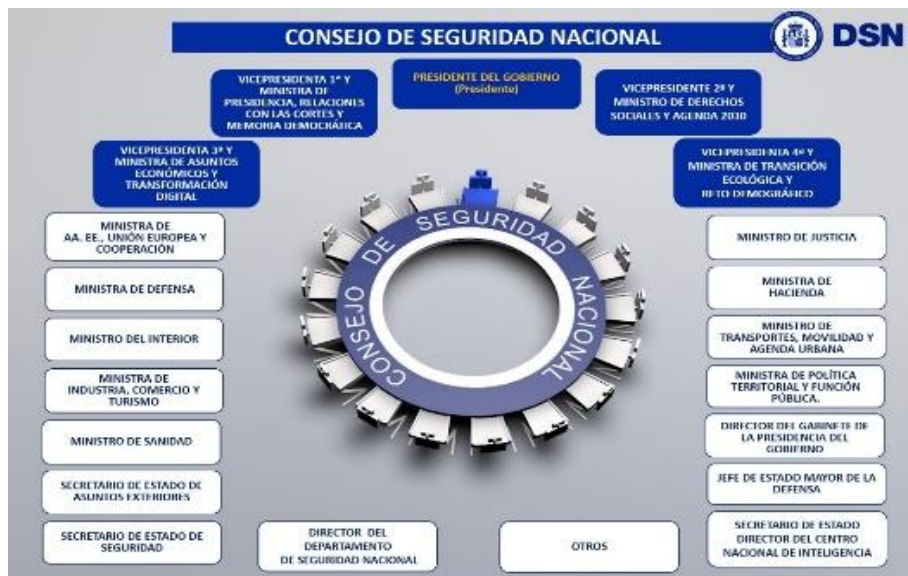 CONSEJO DE SEGURIDAD NACIONAL
DSN
PRESIDENTE DEL GOBIERNO
(Presidente)
VICEPRESIDENTA 1ª Y
MINISTRA DE
PRESIDENCIA, RELACIONES
CON LAS CORTES Y
MEMORIA DEMOCRÁTICA
VICEPRESIDENTE 2º Y
MINISTRO DE DERECHOS
SOCIALES Y AGENDA 2030
VICEPRESIDENTA 3ª Y
MINISTRA DE ASUNTOS
ECONÓMICOS Y
TRANSFORMACIÓN
DIGITAL
VICEPRESIDENTA 4ª Y
MINISTRA DE TRANSICIÓN
ECOLÓGICA Y
RETO DEMOGRÁFICO
CONSEJO DE SEGURIDAD NACIONAL
MINISTRA DE
AA. EE., UNIÓN EUROPEA Y
COOPERACIÓN
MINISTRA DE DEFENSA
MINISTRO DEL INTERIOR
MINISTRA DE
INDUSTRIA, COMERCIO Y
TURISMO
MINISTRO DE SANIDAD
SECRETARIO DE ESTADO DE
ASUNTOS EXTERIORES
SECRETARIO DE ESTADO DE
SEGURIDAD
MINISTRO DE JUSTICIA
MINISTRA DE
HACIENDA
MINISTRO DE
TRANSPORTES, MOVILIDAD Y
AGENDA URBANA
MINISTRA DE POLÍTICA
TERRITORIAL Y FUNCIÓN
PÚBLICA.
DIRECTOR DEL GABINETE DE
LA PRESIDENCIA DEL
GOBIERNO
JEFE DE ESTADO MAYOR DE LA
DEFENSA
SECRETARIO DE ESTADO
DIRECTOR DEL CENTRO
NACIONAL DE INTELIGENCIA
DIRECTOR DEL
DEPARTAMENTO
DE SEGURIDAD NACIONAL
OTROS